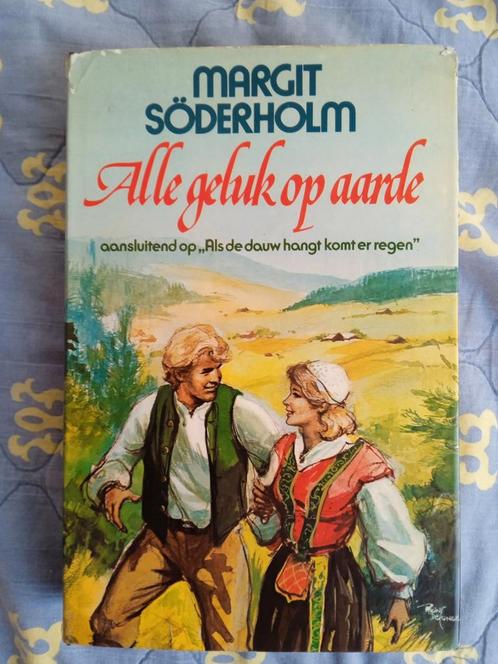 MARGIT
SÖDERHOLM
Alle geluk op aarde
aansluitend op „Als de dauw hangt komt er regen”